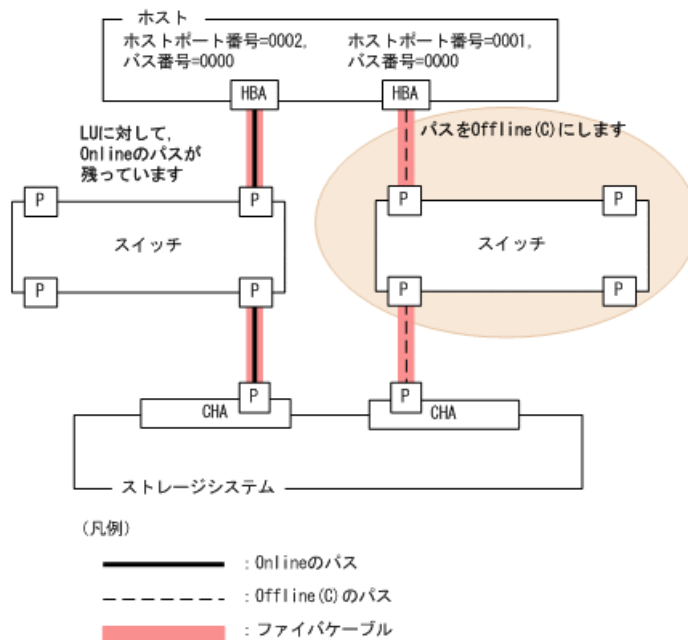 ホスト
ホストポート番号=0002,
パス番号=0000
ホストポート番号=0001,
パス番号=0000
HBA
HBA
LUに対して,
Onlineのパスが
残っています
パスをOffline(C)にします
P
P
P
P
スイッチ
スイッチ
P
P
P
P
P
P
CHA
CHA
ストレージシステム
(凡例)
:Onlineのパス
:Offline(C)のパス
:ファイバケーブル